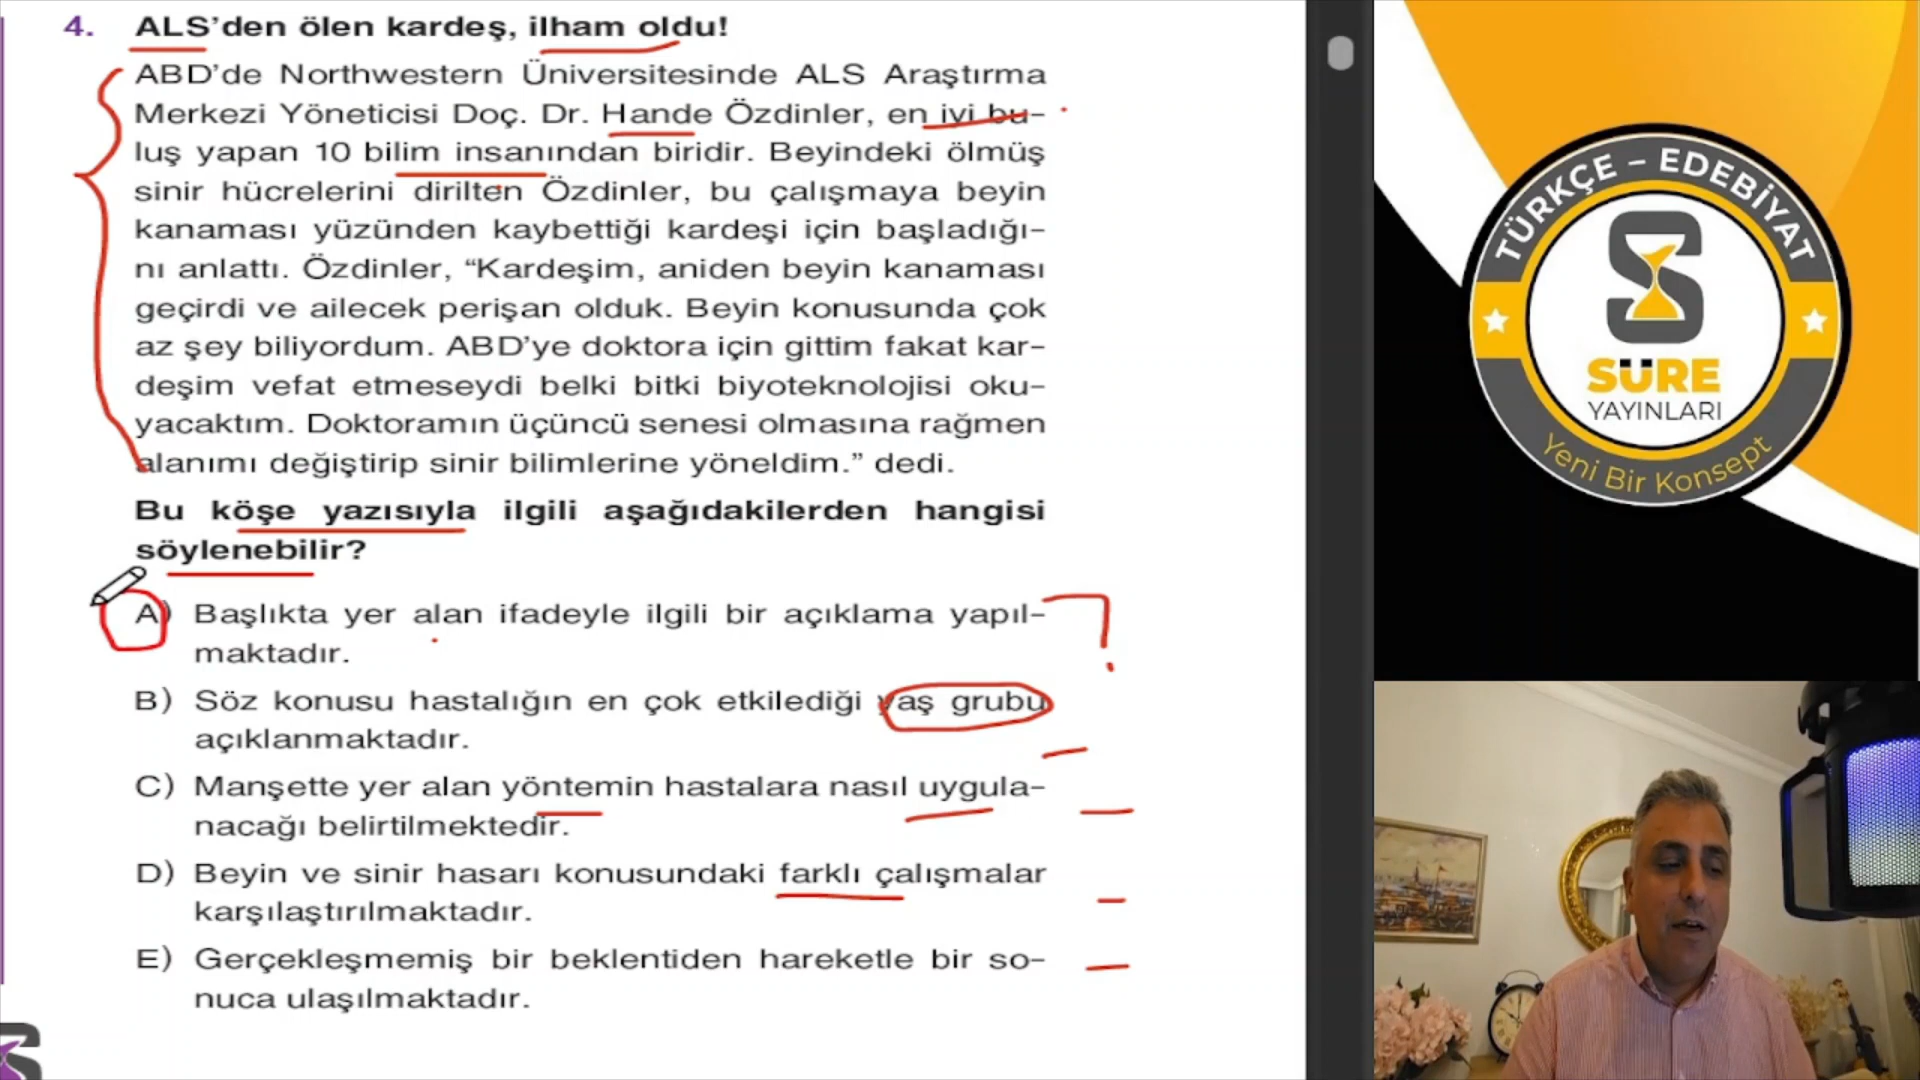 4. ALS’den ölen kardeş, ilham oldu!
ABD’de Northwestern Üniversitesinde ALS Araştırma
Merkezi Yöneticisi Doç. Dr. Hande Özdinler, en iyi bu-
luş yapan 10 bilim insanından biridir. Beyindeki ölmüş
sinir hücrelerini dirilten Özdinler, bu çalışmaya beyin
kanaması yüzünden kaybettiği kardeşi için başladığı-
nı anlattı. Özdinler, “Kardeşim, aniden beyin kanaması
geçirdi ve ailecek perişan olduk. Beyin konusunda çok
az şey biliyordum. ABD’ye doktora için gittim fakat kar-
deşim vefat etmeseydi belki bitki biyoteknolojisi oku-
yacaktım. Doktoramın üçüncü senesi olmasına rağmen
alanımı değiştirip sinir bilimlerine yöneldim.” dedi.
Bu köşe yazısıyla ilgili aşağıdakilerden hangisi
söylenebilir?
A) Başlıkta yer alan ifadeyle ilgili bir açıklama yapıl-
maktadır.
B) Söz konusu hastalığın en çok etkilediği yaş grubu
açıklanmaktadır.
C) Manşette yer alan yöntemin hastalara nasıl uygula-
nacağı belirtilmektedir.
D) Beyin ve sinir hasarı konusundaki farklı çalışmalar
karşılaştırılmaktadır.
E) Gerçekleşmemiş bir beklentiden hareketle bir so-
nuca ulaşılmaktadır.
TÜRKÇE – EDEBİYAT
SÜRE
YAYINLARI
Yeni Bir Konsept